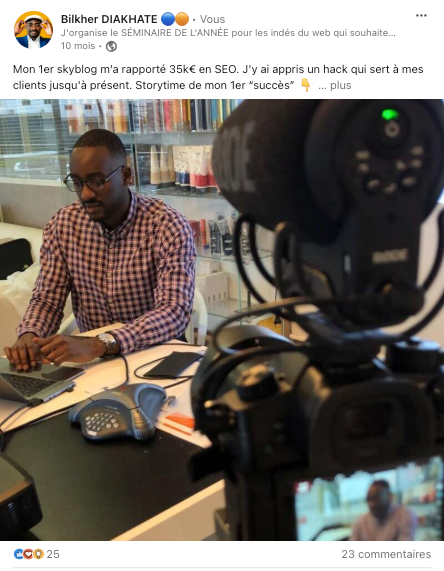 Bilkher DIAKHATE 🔵🟠 • Vous
J'organise le SÉMINAIRE DE L'ANNÉE pour les indés du web qui souhaite...
10 mois •
Mon 1er skyblog m'a rapporté 35k€ en SEO. J'y ai appris un hack qui sert à mes
clients jusqu'à présent. Storytime de mon 1er “succès” 👇 ... plus
RODE
25
23 commentaires